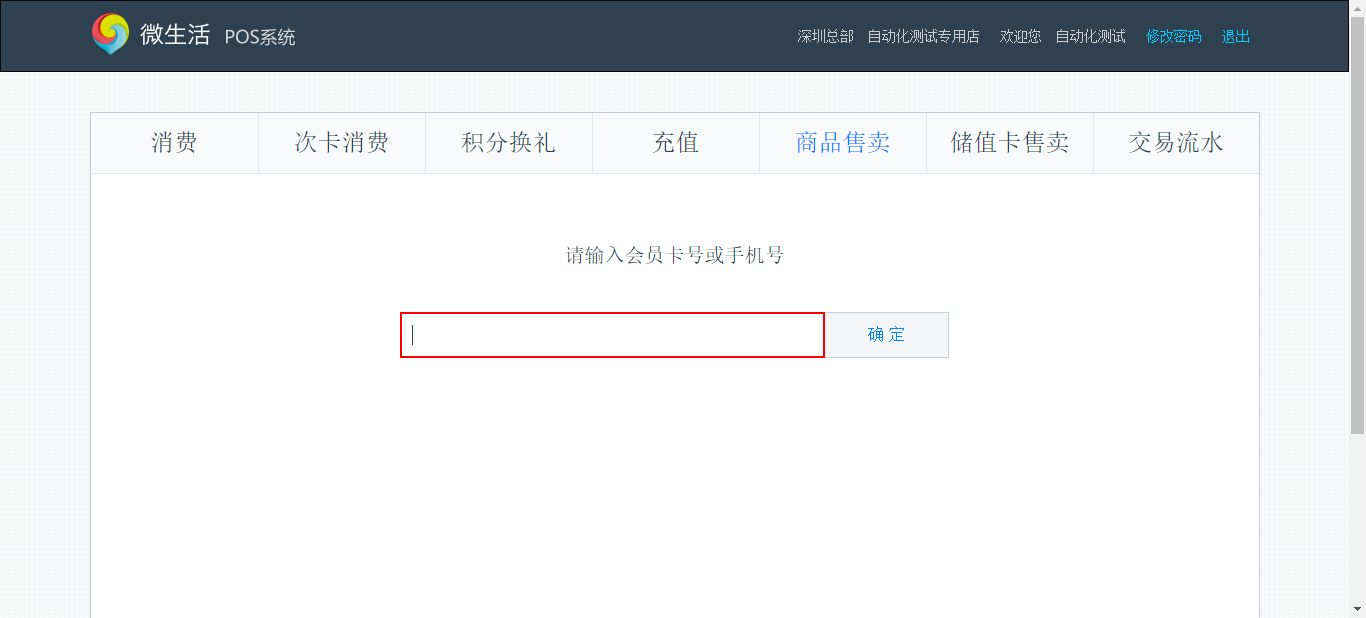 微生活 POS系统 深圳总部 自动化测试专用店 欢迎您 自动化测试 修改密码 退出
消费 次卡消费 积分换礼 充值 商品售卖 储值卡售卖 交易流水
请输入会员卡号或手机号
确 定